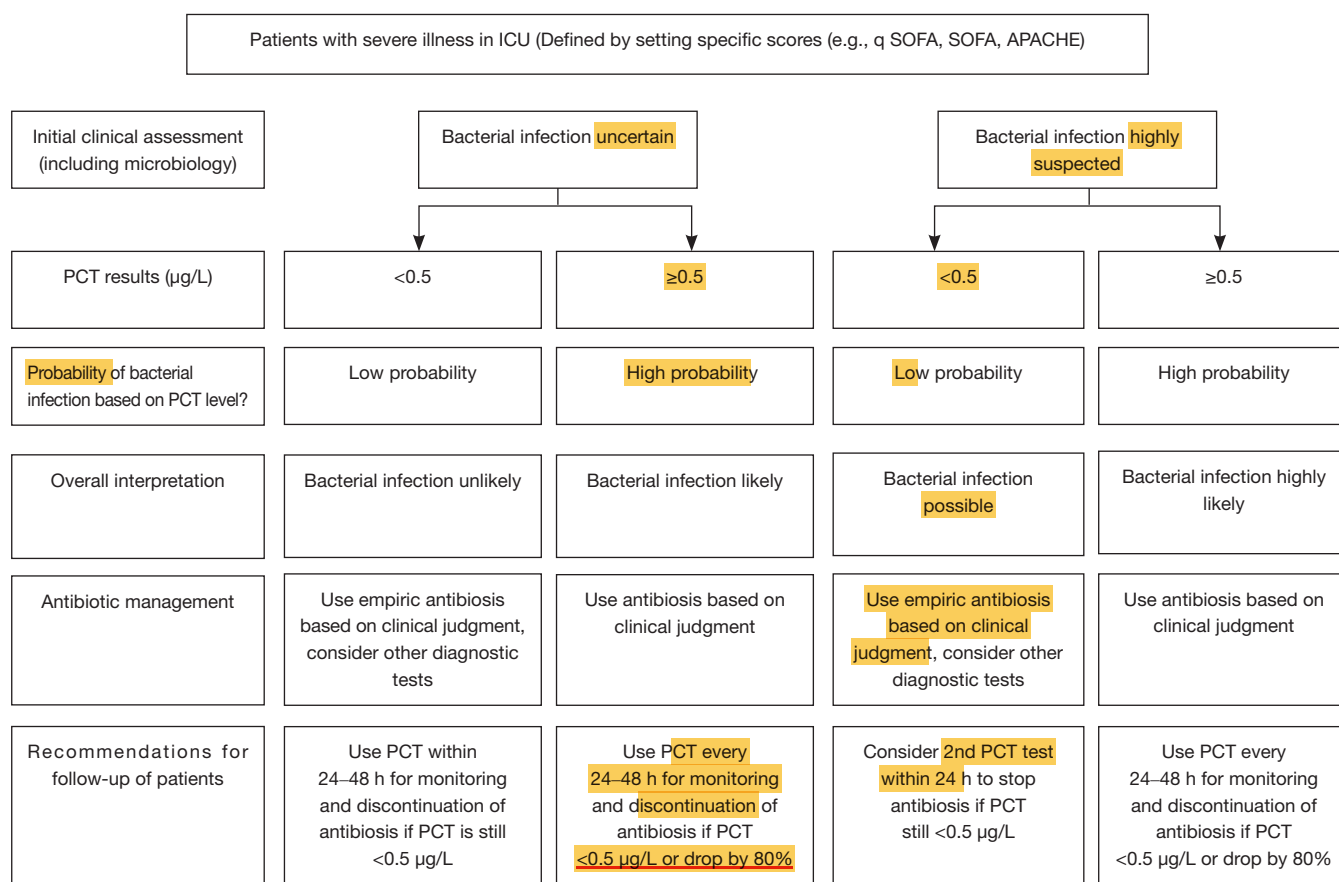 Patients with severe illness in ICU (Defined by setting specific scores (e.g., q SOFA, SOFA, APACHE)
Initial clinical assessment
(including microbiology)
Bacterial infection uncertain
Bacterial infection highly
suspected
PCT results (µg/L)
<0.5
≥0.5
<0.5
≥0.5
Probability of bacterial
infection based on PCT level?
Low probability
High probability
Low probability
High probability
Overall interpretation
Bacterial infection unlikely
Bacterial infection likely
Bacterial infection
possible
Bacterial infection highly
likely
Antibiotic management
Use empiric antibiosis
based on clinical judgment,
consider other diagnostic
tests
Use antibiosis based on
clinical judgment
Use empiric antibiosis
based on clinical
judgment, consider other
diagnostic tests
Use antibiosis based on
clinical judgment
Recommendations for
follow-up of patients
Use PCT within
24–48 h for monitoring
and discontinuation of
antibiosis if PCT is still
<0.5 µg/L
Use PCT every
24–48 h for monitoring
and discontinuation of
antibiosis if PCT
<0.5 µg/L or drop by 80%
Consider 2nd PCT test
within 24 h to stop
antibiosis if PCT
still <0.5 µg/L
Use PCT every
24–48 h for monitoring
and discontinuation of
antibiosis if PCT
<0.5 µg/L or drop by 80%